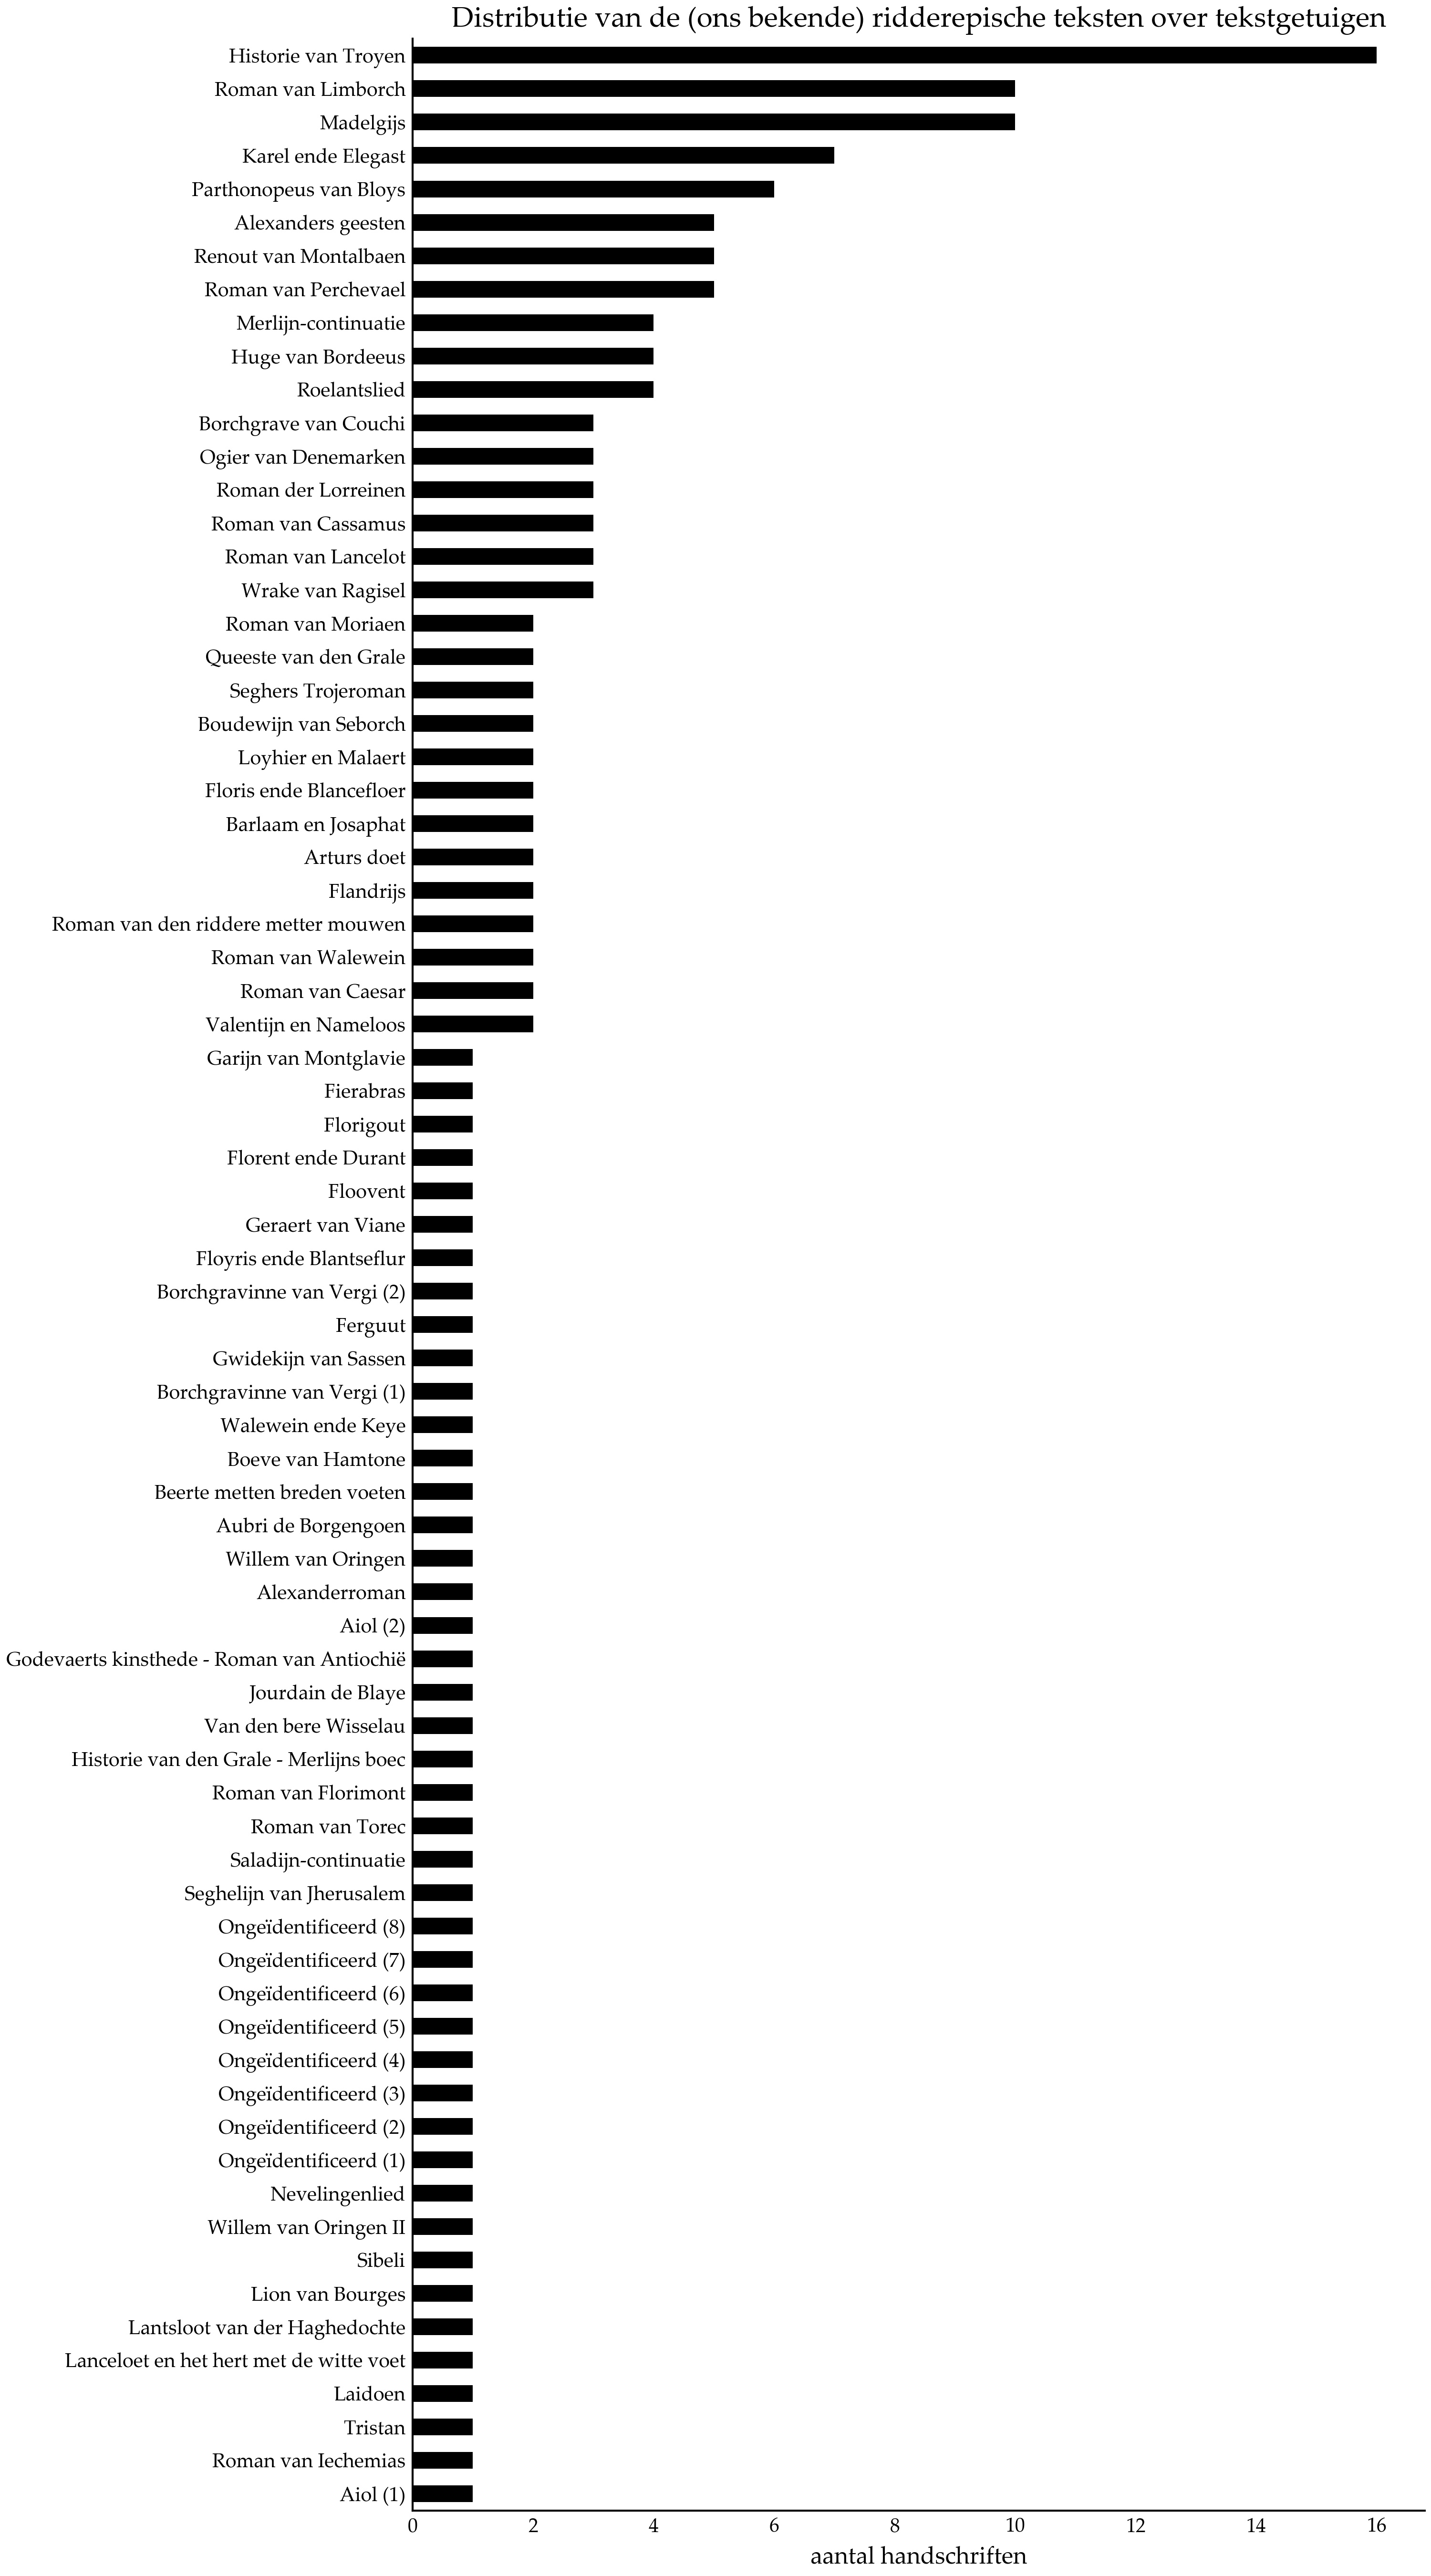 Distributie van de (ons bekende) ridderepische teksten over tekstgetuigen
Historie van Troyen
Roman van Limborch
Madelgijs
Karel ende Elegast
Parthonopeus van Bloys
Alexanders geesten
Renout van Montalbaen
Roman van Perchevael
Merlijn-continuatie
Huge van Bordeeus
Roelantslied
Borchgrave van Couchi
Ogier van Denemarken
Roman der Lorreinen
Roman van Cassamus
Roman van Lancelot
Wrake van Ragisel
Roman van Moriaen
Queeste van den Grale
Seghers Trojeroman
Boudewijn van Seborch
Loyhier en Malaert
Floris ende Blancefloer
Barlaam en Josaphat
Arturs doet
Flandrijs
Roman van den riddere metter mouwen
Roman van Walewein
Roman van Caesar
Valentijn en Nameloos
Garijn van Montglavie
Fierabras
Florigout
Florent ende Durant
Floovent
Geraert van Viane
Floyris ende Blantseflur
Borchgravinne van Vergi (2)
Ferguut
Gwidekijn van Sassen
Borchgravinne van Vergi (1)
Walewein ende Keye
Boeve van Hamtone
Beerte metten breden voeten
Aubri de Borgengoen
Willem van Oringen
Alexanderroman
Aiol (2)
Godevaerts kinsthede - Roman van Antiochië
Jourdain de Blaye
Van den bere Wisselau
Historie van den Grale - Merlijns boec
Roman van Florimont
Roman van Torec
Saladijn-continuatie
Seghelijn van Jherusalem
Ongeïdentificeerd (8)
Ongeïdentificeerd (7)
Ongeïdentificeerd (6)
Ongeïdentificeerd (5)
Ongeïdentificeerd (4)
Ongeïdentificeerd (3)
Ongeïdentificeerd (2)
Ongeïdentificeerd (1)
Nevelingenlied
Willem van Oringen II
Sibeli
Lion van Bourges
Lantsloot van der Haghedochte
Lanceloet en het hert met de witte voet
Laidoen
Tristan
Roman van Iechemias
Aiol (1)
0 2 4 6 8 10 12 14 16
aantal handschriften